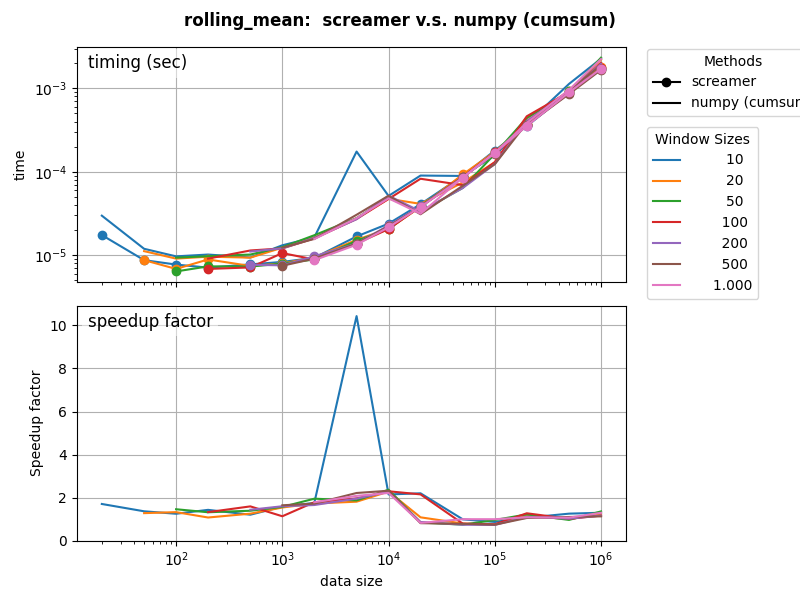 rolling_mean: screamer v.s. numpy (cumsum)
timing (sec)
time
10⁻³
10⁻⁴
10⁻⁵
Methods
screamer
numpy (cumsum
Window Sizes
10
20
50
100
200
500
1.000
speedup factor
Speedup factor
10
8
6
4
2
0
10² 10³ 10⁴ 10⁵ 10⁶
data size